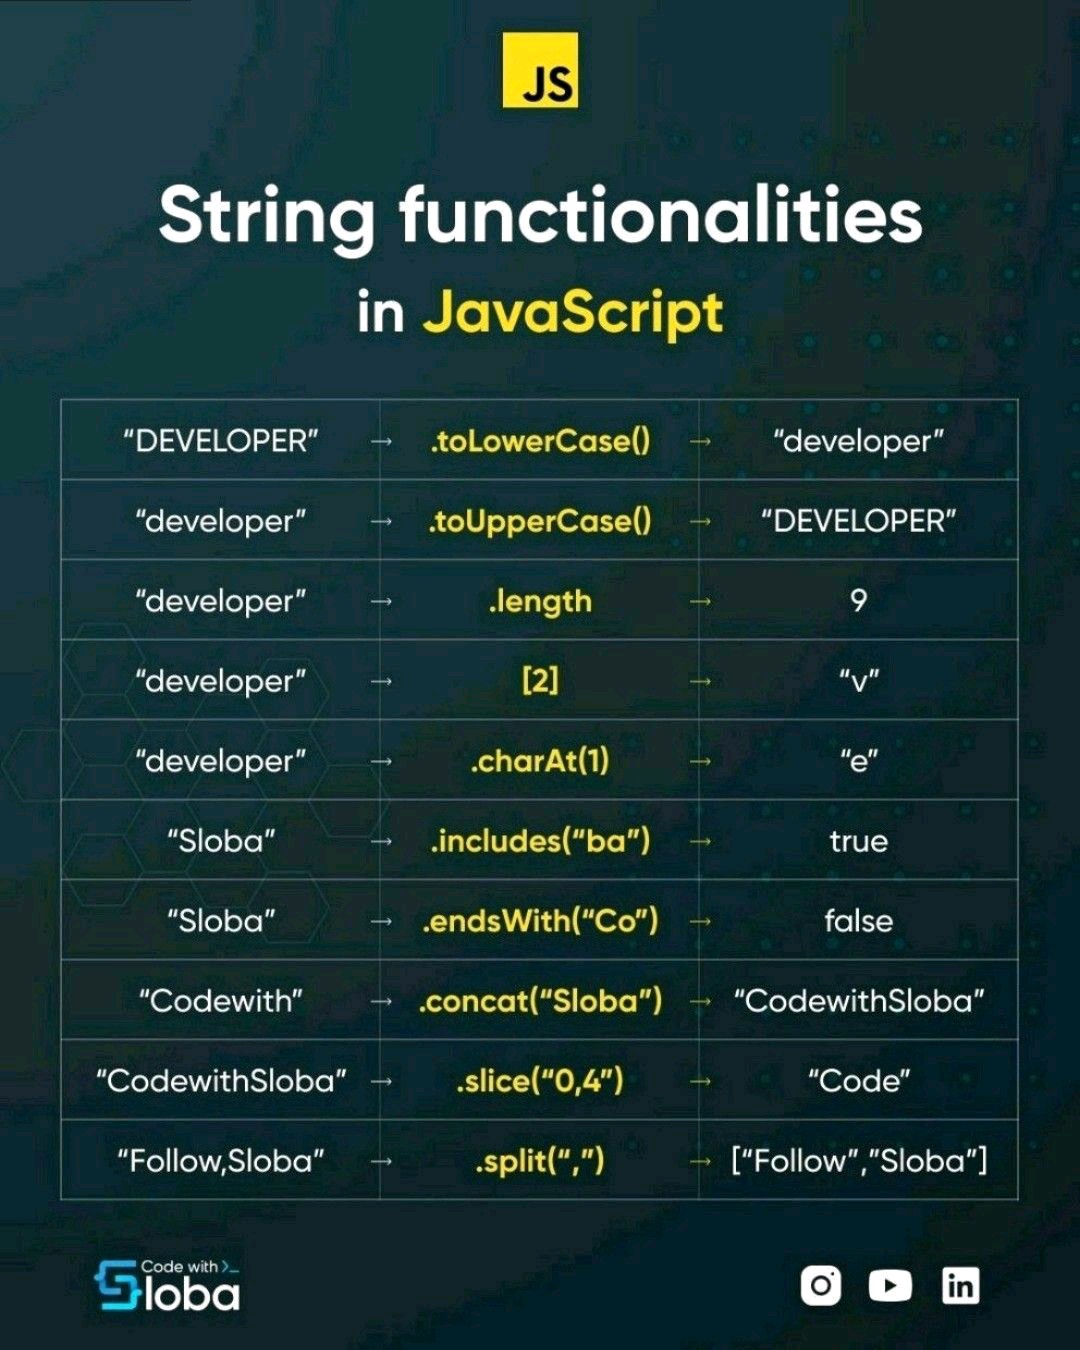 JS
String functionalities
in JavaScript
“DEVELOPER” → .toLowerCase() → “developer”
“developer” → .toUpperCase() → “DEVELOPER”
“developer” → .length → 9
“developer” → [2] → “v”
“developer” → .charAt(1) → “e”
“Sloba” → .includes(“ba”) → true
“Sloba” → .endsWith(“Co”) → false
“Codewith” → .concat(“Sloba”) → “CodewithSloba”
“CodewithSloba” → .slice(“0,4”) → “Code”
“Follow,Sloba” → .split(“,”) → [“Follow”,”Sloba”]
Code with >_
Sloba
in